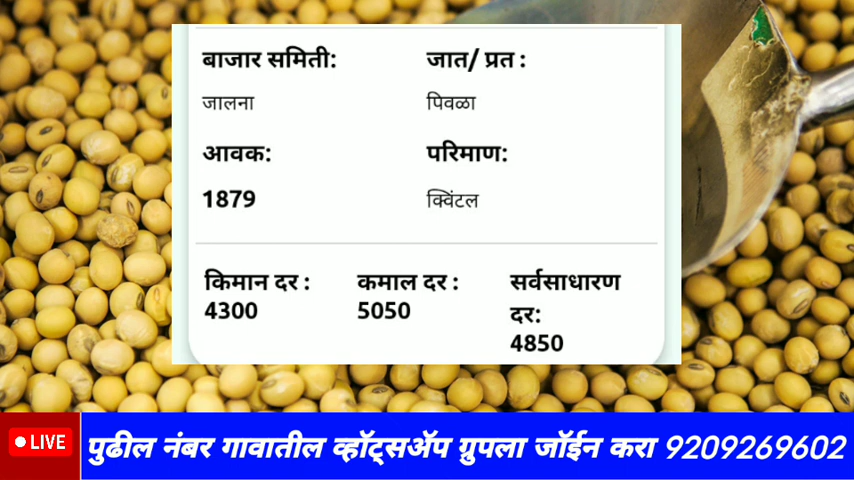 बाजार समिती:
जात/ प्रत :
जालना
पिवळा
आवक:
परिमाण:
1879
क्विंटल
किमान दर :
कमाल दर :
सर्वसाधारण
दर:
4300
5050
4850
LIVE
पुढील नंबर गावातील व्हॉट्सॲप ग्रुपला जॉईन करा 9209269602